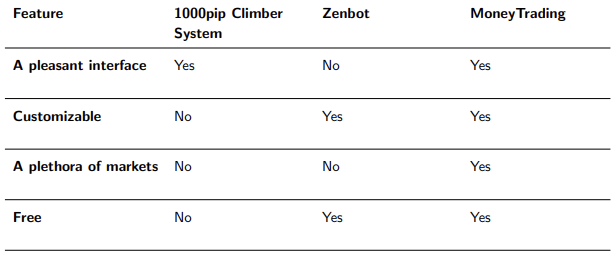 Feature 1000pip Climber Zenbot MoneyTrading
System
A pleasant interface Yes No Yes
Customizable No Yes Yes
A plethora of markets No No Yes
Free No Yes Yes